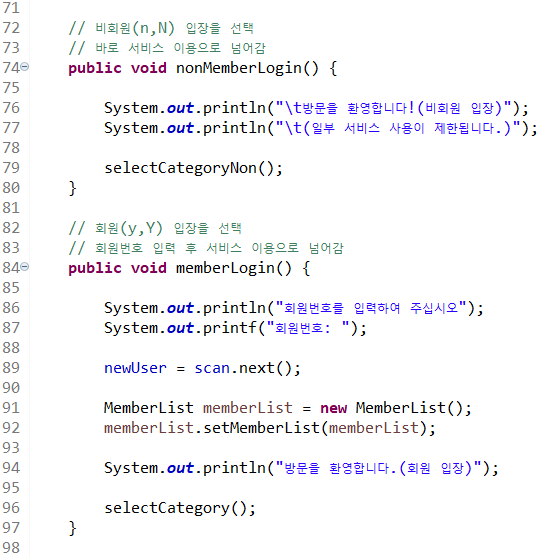 71
72 // 비회원(n,N) 입장을 선택
73 // 바로 서비스 이용으로 넘어감
74 public void nonMemberLogin() {
75
76 System.out.println("\t방문을 환영합니다!(비회원 입장)");
77 System.out.println("\t(일부 서비스 사용이 제한됩니다.)");
78
79 selectCategoryNon();
80 }
81
82 // 회원(y,Y) 입장을 선택
83 // 회원번호 입력 후 서비스 이용으로 넘어감
84 public void memberLogin() {
85
86 System.out.println("회원번호를 입력하여 주십시오");
87 System.out.printf("회원번호: ");
88
89 newUser = scan.next();
90
91 MemberList memberList = new MemberList();
92 memberList.setMemberList(memberList);
93
94 System.out.println("방문을 환영합니다.(회원 입장)");
95
96 selectCategory();
97 }
98